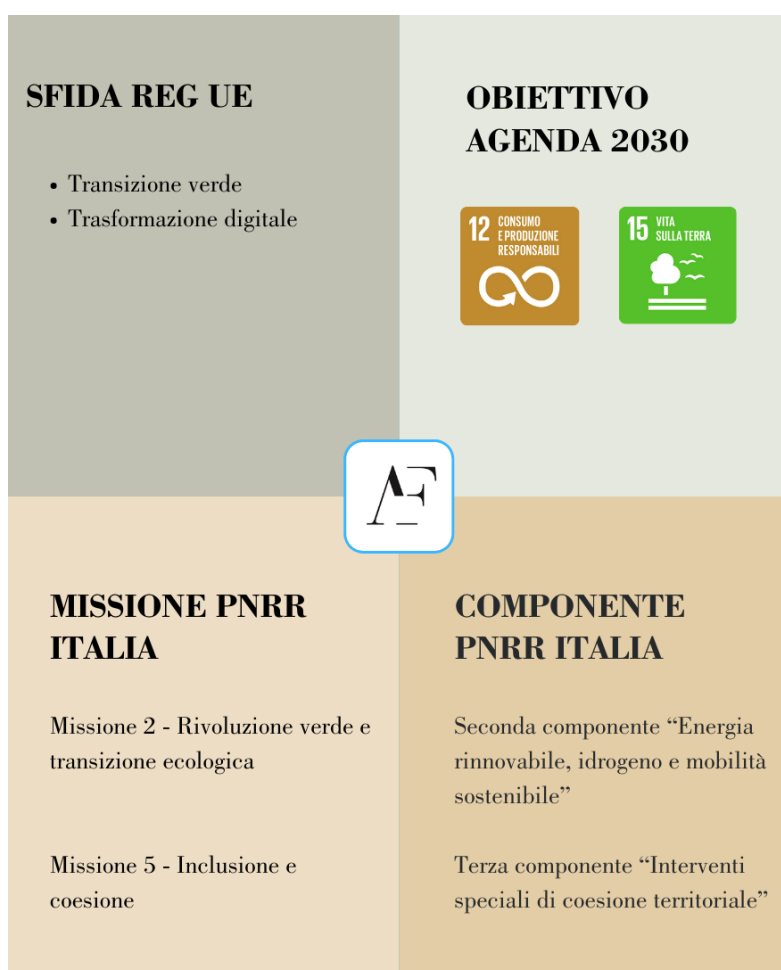 SFIDA REG UE
• Transizione verde
• Trasformazione digitale
OBIETTIVO
AGENDA 2030
12 CONSUMO
E PRODUZIONE
RESPONSABILI
15 VITA
SULLA TERRA
AF
MISSIONE PNRR
ITALIA
Missione 2 - Rivoluzione verde e
transizione ecologica
Missione 5 - Inclusione e
coesione
COMPONENTE
PNRR ITALIA
Seconda componente “Energia
rinnovabile, idrogeno e mobilità
sostenibile”
Terza componente “Interventi
speciali di coesione territoriale”